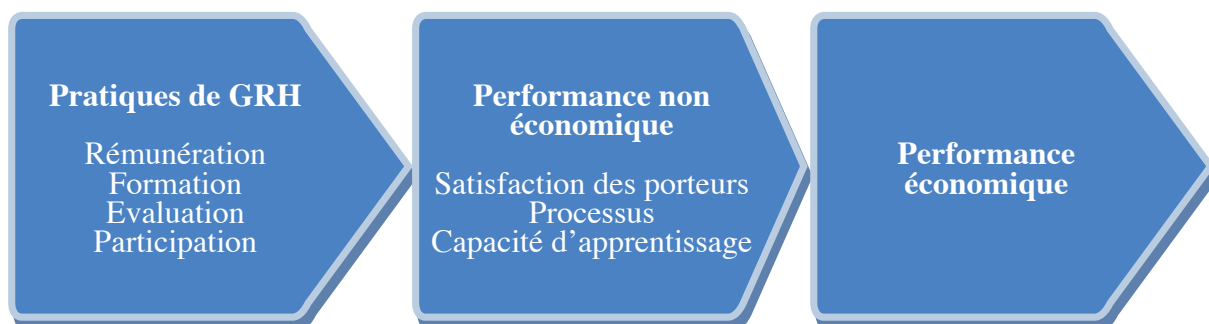 Pratiques de GRH
Rémunération
Formation
Evaluation
Participation
Performance non
économique
Satisfaction des porteurs
Processus
Capacité d’apprentissage
Performance
économique